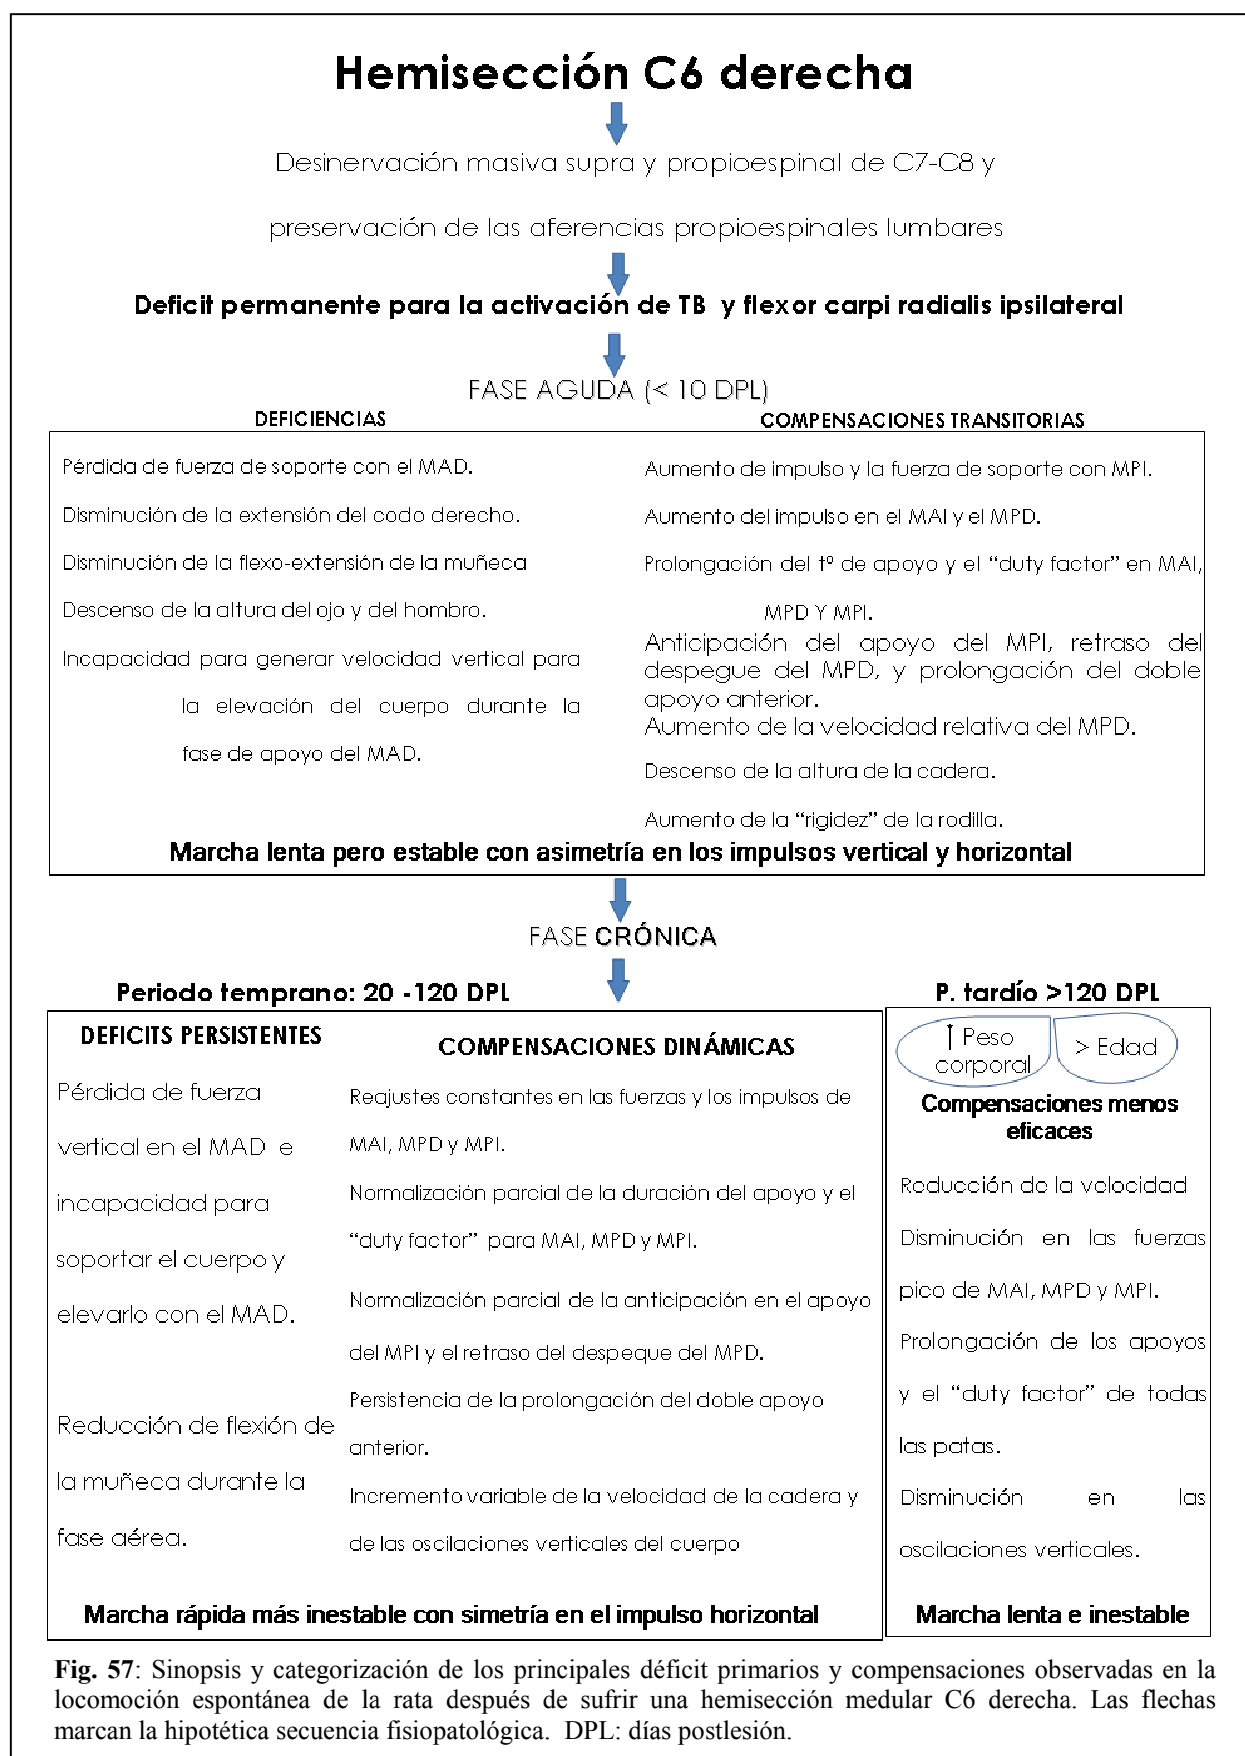 Hemisección C6 derecha
Desinervación masiva supra y propioespinal de C7-C8 y
preservación de las aferencias propioespinales lumbares
Deficit permanente para la activación de TB y flexor carpi radialis ipsilateral
FASE AGUDA (< 10 DPL)
DEFICIENCIAS
Pérdida de fuerza de soporte con el MAD.
Disminución de la extensión del codo derecho.
Disminución de la flexo-extensión de la muñeca
Descenso de la altura del ojo y del hombro.
Incapacidad para generar velocidad vertical para
la elevación del cuerpo durante la
fase de apoyo del MAD.
COMPENSACIONES TRANSITORIAS
Aumento de impulso y la fuerza de soporte con MPI.
Aumento del impulso en el MAI y el MPD.
Prolongación del tº de apoyo y el “duty factor” en MAI,
MPD Y MPI.
Anticipación del apoyo del MPI, retraso del
despegue del MPD, y prolongación del doble
apoyo anterior.
Aumento de la velocidad relativa del MPD.
Descenso de la altura de la cadera.
Aumento de la “rigidez” de la rodilla.
Marcha lenta pero estable con asimetría en los impulsos vertical y horizontal
FASE CRÓNICA
Periodo temprano: 20 -120 DPL
DEFICITS PERSISTENTES
Pérdida de fuerza
vertical en el MAD e
incapacidad para
soportar el cuerpo y
elevarlo con el MAD.
Reducción de flexión de
la muñeca durante la
fase aérea.
COMPENSACIONES DINÁMICAS
Reajustes constantes en las fuerzas y los impulsos de
MAI, MPD y MPI.
Normalización parcial de la duración del apoyo y el
“duty factor” para MAI, MPD y MPI.
Normalización parcial de la anticipación en el apoyo
del MPI y el retraso del despeque del MPD.
Persistencia de la prolongación del doble apoyo
anterior.
Incremento variable de la velocidad de la cadera y
de las oscilaciones verticales del cuerpo
Marcha rápida más inestable con simetría en el impulso horizontal
P. tardío >120 DPL
↑ Peso
corporal
> Edad
Compensaciones menos
eficaces
Reducción de la velocidad
Disminución en las fuerzas
pico de MAI, MPD y MPI.
Prolongación de los apoyos
y el “duty factor” de todas
las patas.
Disminución en las
oscilaciones verticales.
Marcha lenta e inestable
Fig. 57: Sinopsis y categorización de los principales déficit primarios y compensaciones observadas en la
locomoción espontánea de la rata después de sufrir una hemisección medular C6 derecha. Las flechas
marcan la hipotética secuencia fisiopatológica. DPL: días postlesión.